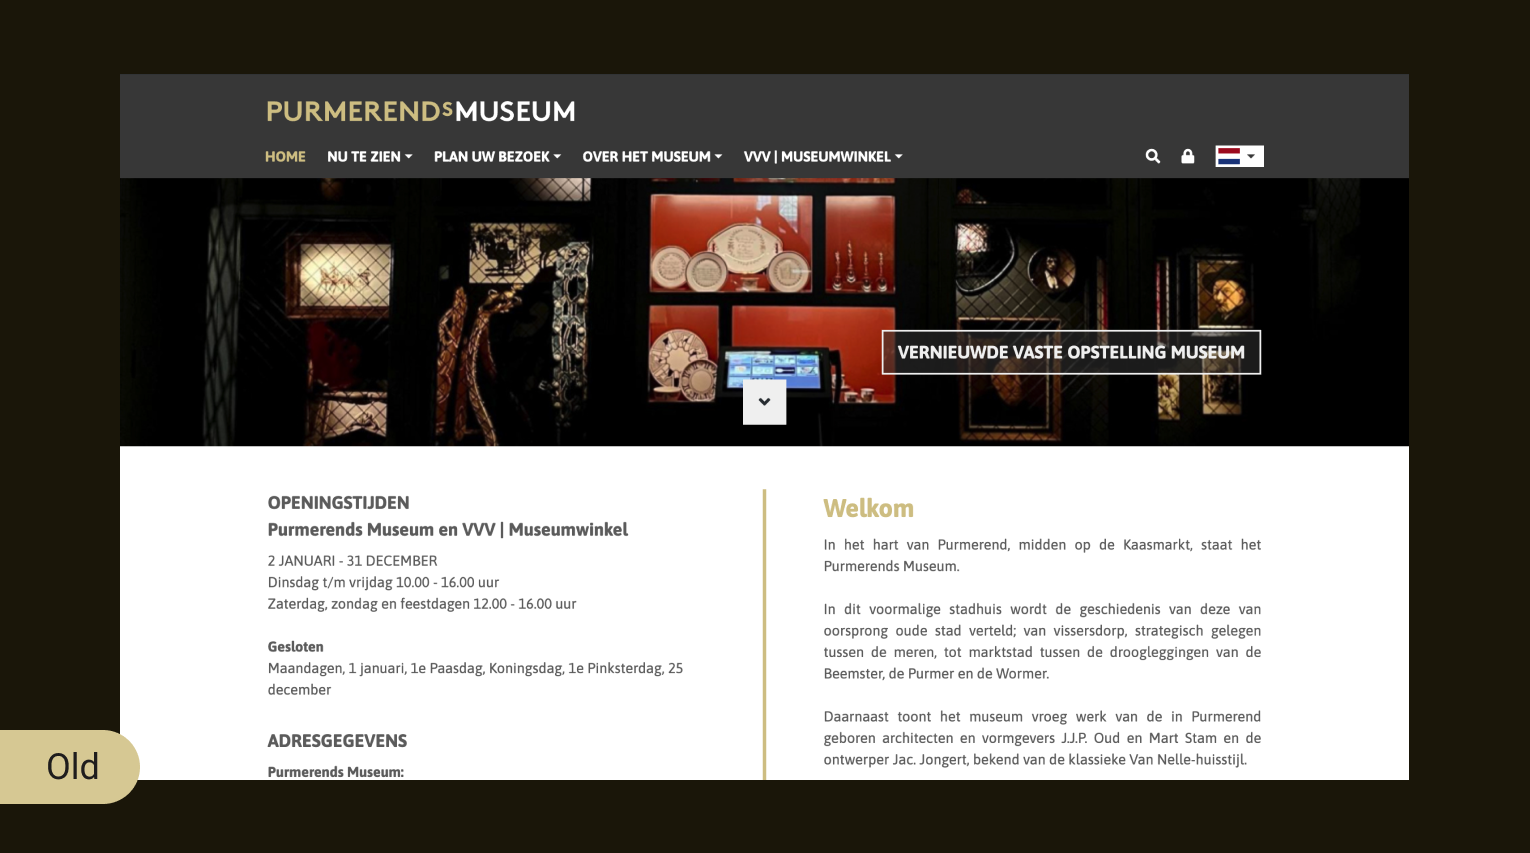 PURMERENDsMUSEUM
HOME NU TE ZIEN PLAN UW BEZOEK OVER HET MUSEUM VVV | MUSEUMWINKEL
VERNIEUWDE VASTE OPSTELLING MUSEUM
OPENINGSTIJDEN
Purmerends Museum en VVV | Museumwinkel
2 JANUARI - 31 DECEMBER
Dinsdag t/m vrijdag 10.00 - 16.00 uur
Zaterdag, zondag en feestdagen 12.00 - 16.00 uur
Gesloten
Maandagen, 1 januari, 1e Paasdag, Koningsdag, 1e Pinksterdag, 25
december
ADRESGEGEVENS
Purmerends Museum:
Welkom
In het hart van Purmerend, midden op de Kaasmarkt, staat het
Purmerends Museum.
In dit voormalige stadhuis wordt de geschiedenis van deze van
oorsprong oude stad verteld; van vissersdorp, strategisch gelegen
tussen de meren, tot marktstad tussen de droogleggingen van de
Beemster, de Purmer en de Wormer.
Daarnaast toont het museum vroeg werk van de in Purmerend
geboren architecten en vormgevers J.J.P. Oud en Mart Stam en de
ontwerper Jac. Jongert, bekend van de klassieke Van Nelle-huisstijl.
Old